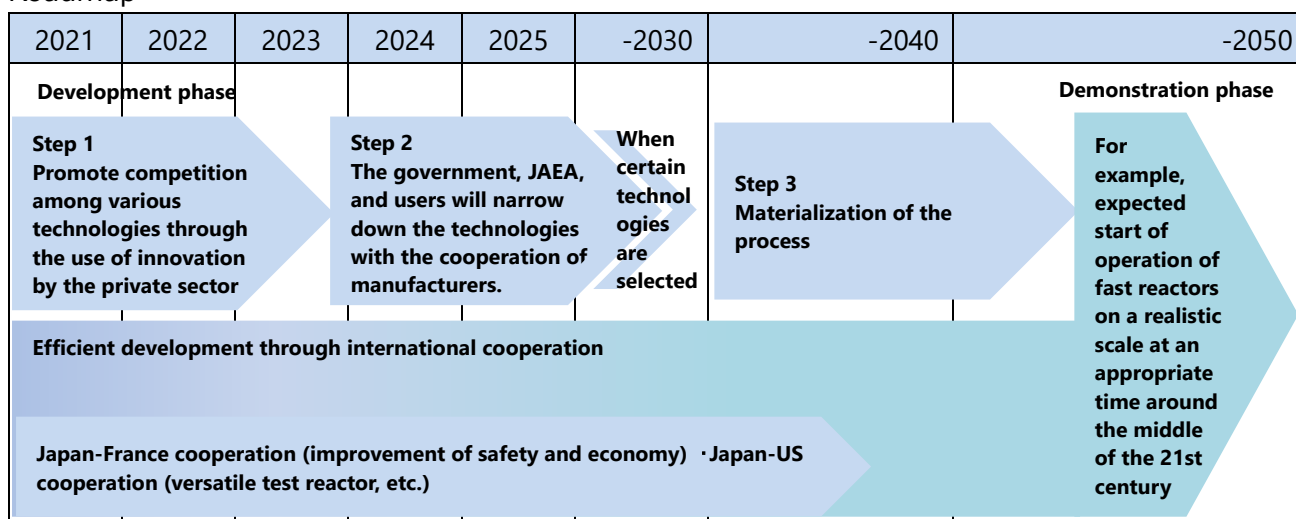 Roadmap
2021 2022 2023 2024 2025 -2030 -2040 -2050
Development phase
Demonstration phase
Step 1
Promote competition
among various
technologies through
the use of innovation
by the private sector
Step 2
The government, JAEA,
and users will narrow
down the technologies
with the cooperation of
manufacturers.
When
certain
technol
ogies
are
selected
Step 3
Materialization of the
process
For
example,
expected
start of
operation of
fast reactors
on a realistic
scale at an
appropriate
time around
the middle
of the 21st
century
Efficient development through international cooperation
Japan-France cooperation (improvement of safety and economy) ・Japan-US
cooperation (versatile test reactor, etc.)